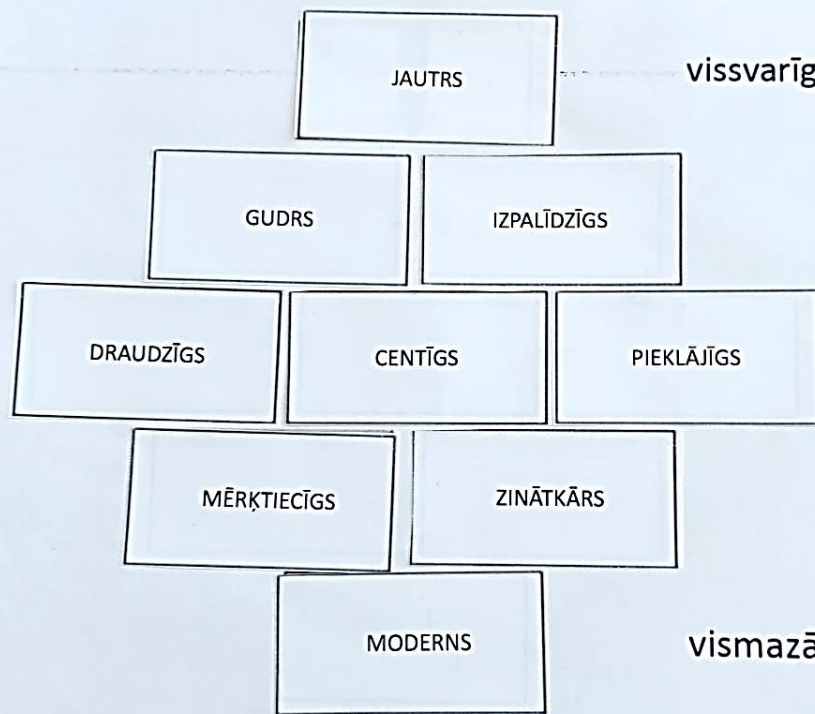 JAUTRS vissvarīg
GUDRS IZPALĪDZĪGS
DRAUDZĪGS CENTĪGS PIEKLĀJĪGS
MĒRĶTIECĪGS ZINĀTKĀRS
MODERNS vismazā